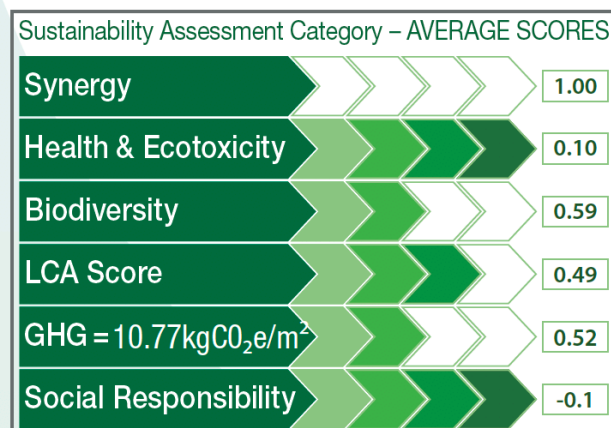 Sustainability Assessment Category – AVERAGE SCORES
Synergy 1.00
Health & Ecotoxicity 0.10
Biodiversity 0.59
LCA Score 0.49
GHG = 10.77kgCO₂e/m² 0.52
Social Responsibility -0.1